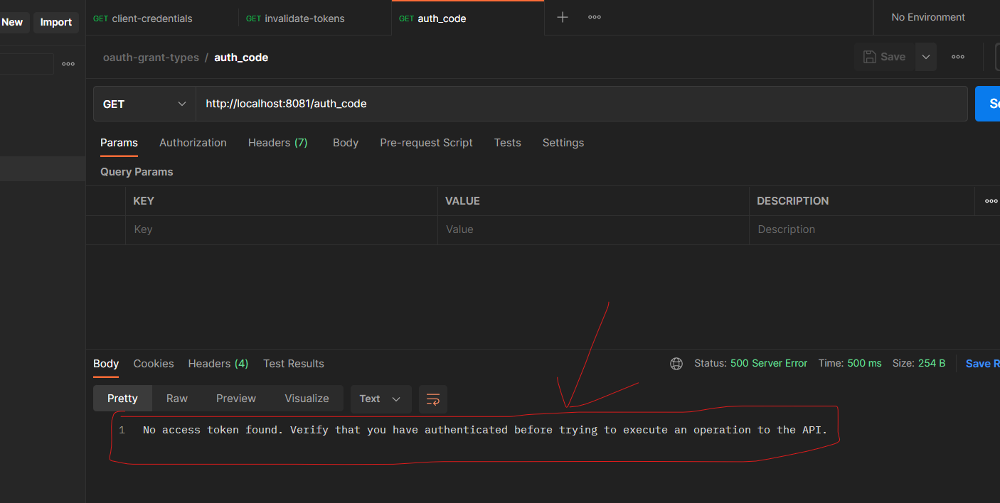 New
Import
GET client-credentials
GET invalidate-tokens
GET auth_code
No Environment
oauth-grant-types / auth_code
Save
GET
http://localhost:8081/auth_code
Params
Authorization
Headers (7)
Body
Pre-request Script
Tests
Settings
Query Params
KEY
VALUE
DESCRIPTION
Key
Value
Description
Body
Cookies
Headers (4)
Test Results
Status: 500 Server Error
Time: 500 ms
Size: 254 B
Save R
Pretty
Raw
Preview
Visualize
Text
1 No access token found. Verify that you have authenticated before trying to execute an operation to the API.